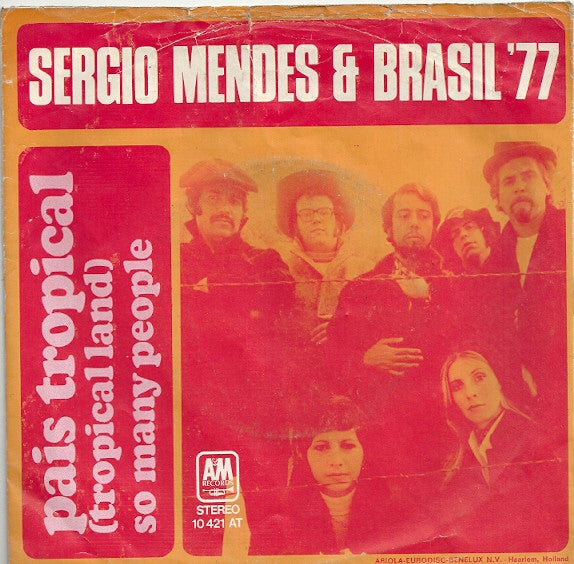 SERGIO MENDES & BRASIL '77
pais tropical
(tropical land)
so many people
A&M
RECORDS
STEREO
10 421 AT
ARIOLA-EURODISC-BENELUX N.V. - Haarlem, Holland